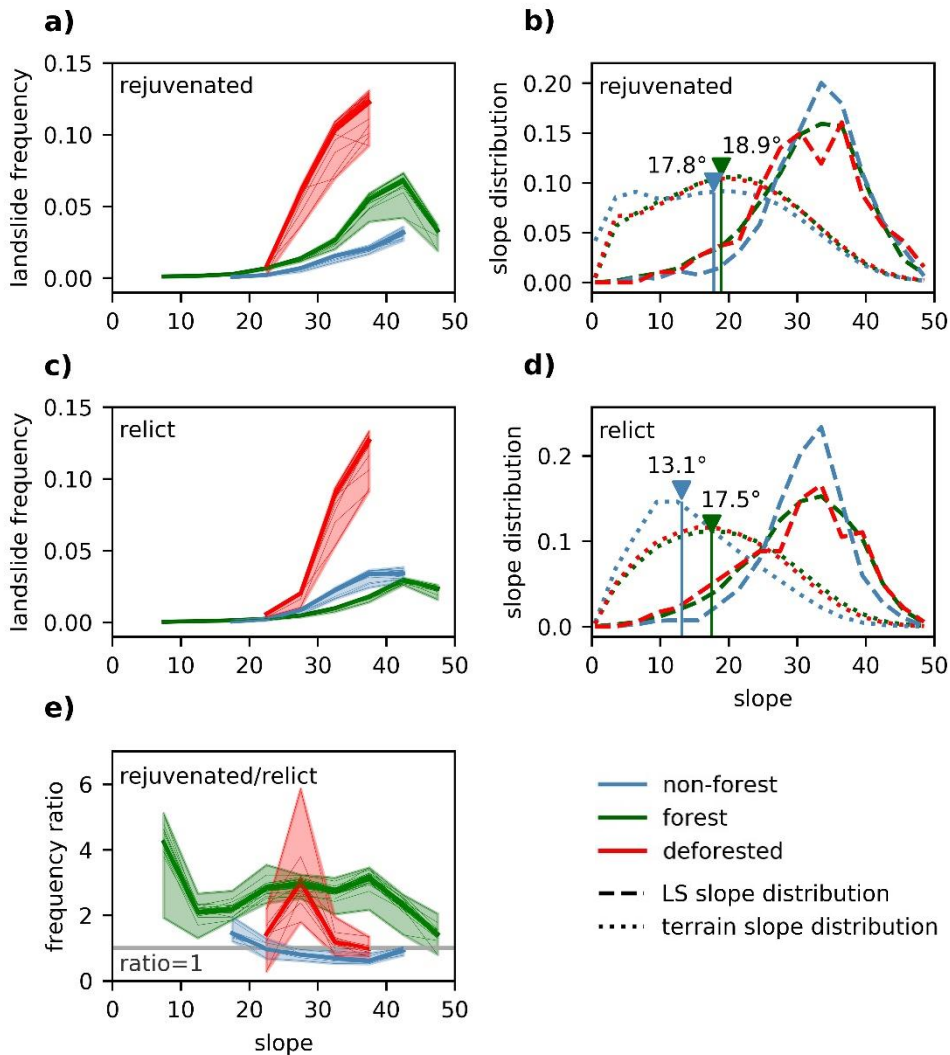 a)
rejuvenated
landslide frequency
0.15
0.10
0.05
0.00
0 10 20 30 40 50
b)
rejuvenated
slope distribution
0.20
0.15
0.10
0.05
0.00
17.8°
18.9°
0 10 20 30 40 50
c)
relict
landslide frequency
0.15
0.10
0.05
0.00
0 10 20 30 40 50
d)
relict
slope distribution
0.2
0.1
0.0
13.1°
17.5°
0 10 20 30 40 50
slope
e)
rejuvenated/relict
frequency ratio
6
4
2
0
ratio=1
0 10 20 30 40 50
slope
non-forest
forest
deforested
LS slope distribution
terrain slope distribution